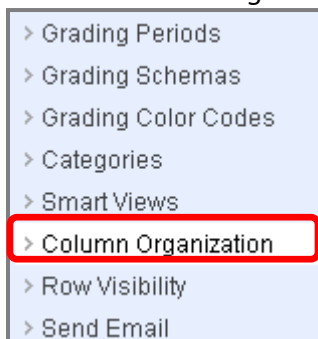 > Grading Periods
> Grading Schemas
> Grading Color Codes
> Categories
> Smart Views
> Column Organization
> Row Visibility
> Send Email